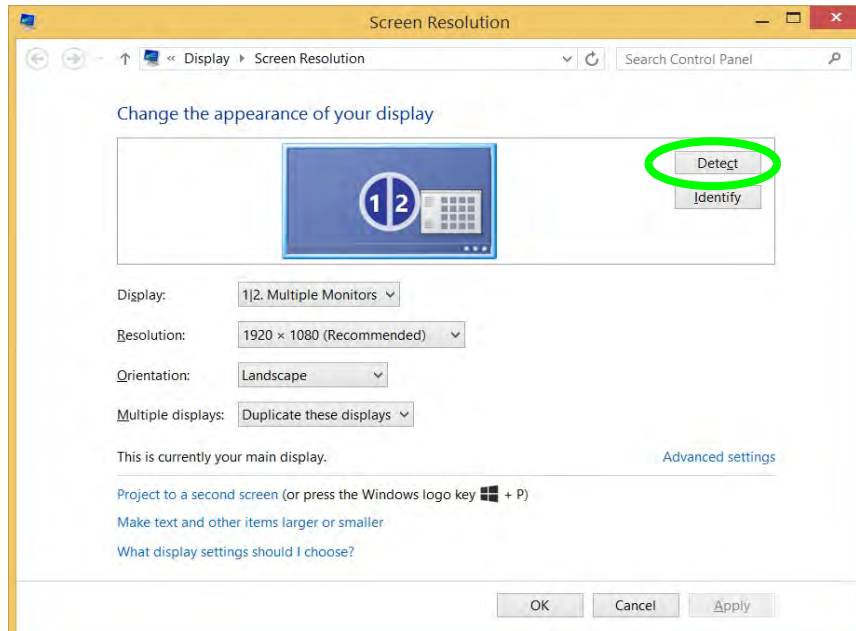 Screen Resolution
« Display Screen Resolution
Search Control Panel
Change the appearance of your display
Detect
1|2
Identify
Display: 1|2. Multiple Monitors
Resolution: 1920 × 1080 (Recommended)
Orientation: Landscape
Multiple displays: Duplicate these displays
This is currently your main display. Advanced settings
Project to a second screen (or press the Windows logo key + P)
Make text and other items larger or smaller
What display settings should I choose?
OK Cancel Apply